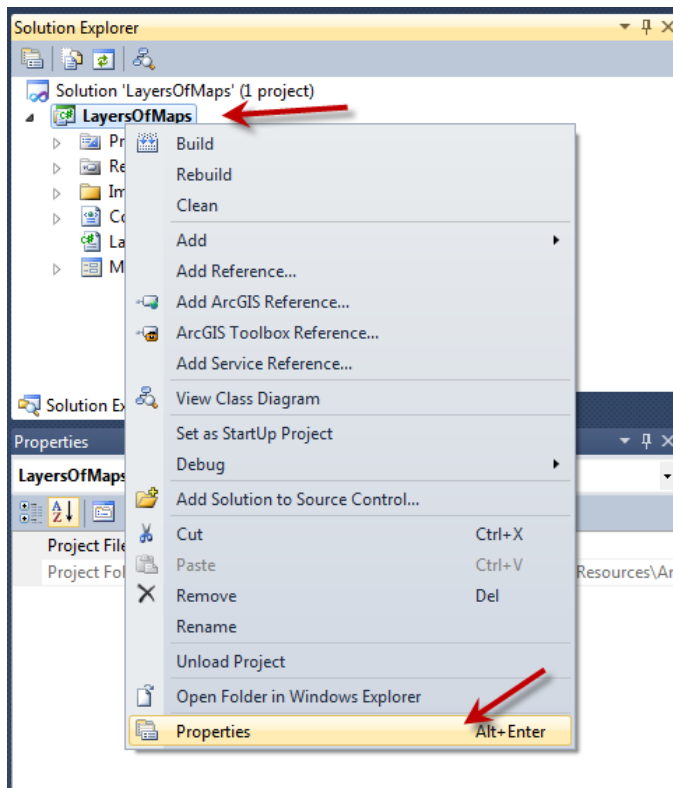 Solution Explorer
Solution 'LayersOfMaps' (1 project)
LayersOfMaps
Pr
Re
Im
Co
La
M
Build
Rebuild
Clean
Add
Add Reference...
Add ArcGIS Reference...
ArcGIS Toolbox Reference...
Add Service Reference...
View Class Diagram
Set as StartUp Project
Debug
Add Solution to Source Control...
Cut Ctrl+X
Paste Ctrl+V
Remove Del
Rename
Unload Project
Open Folder in Windows Explorer
Properties Alt+Enter
Solution Ex
Properties
LayersOfMaps
Project File
Project Fol Resources\Ar